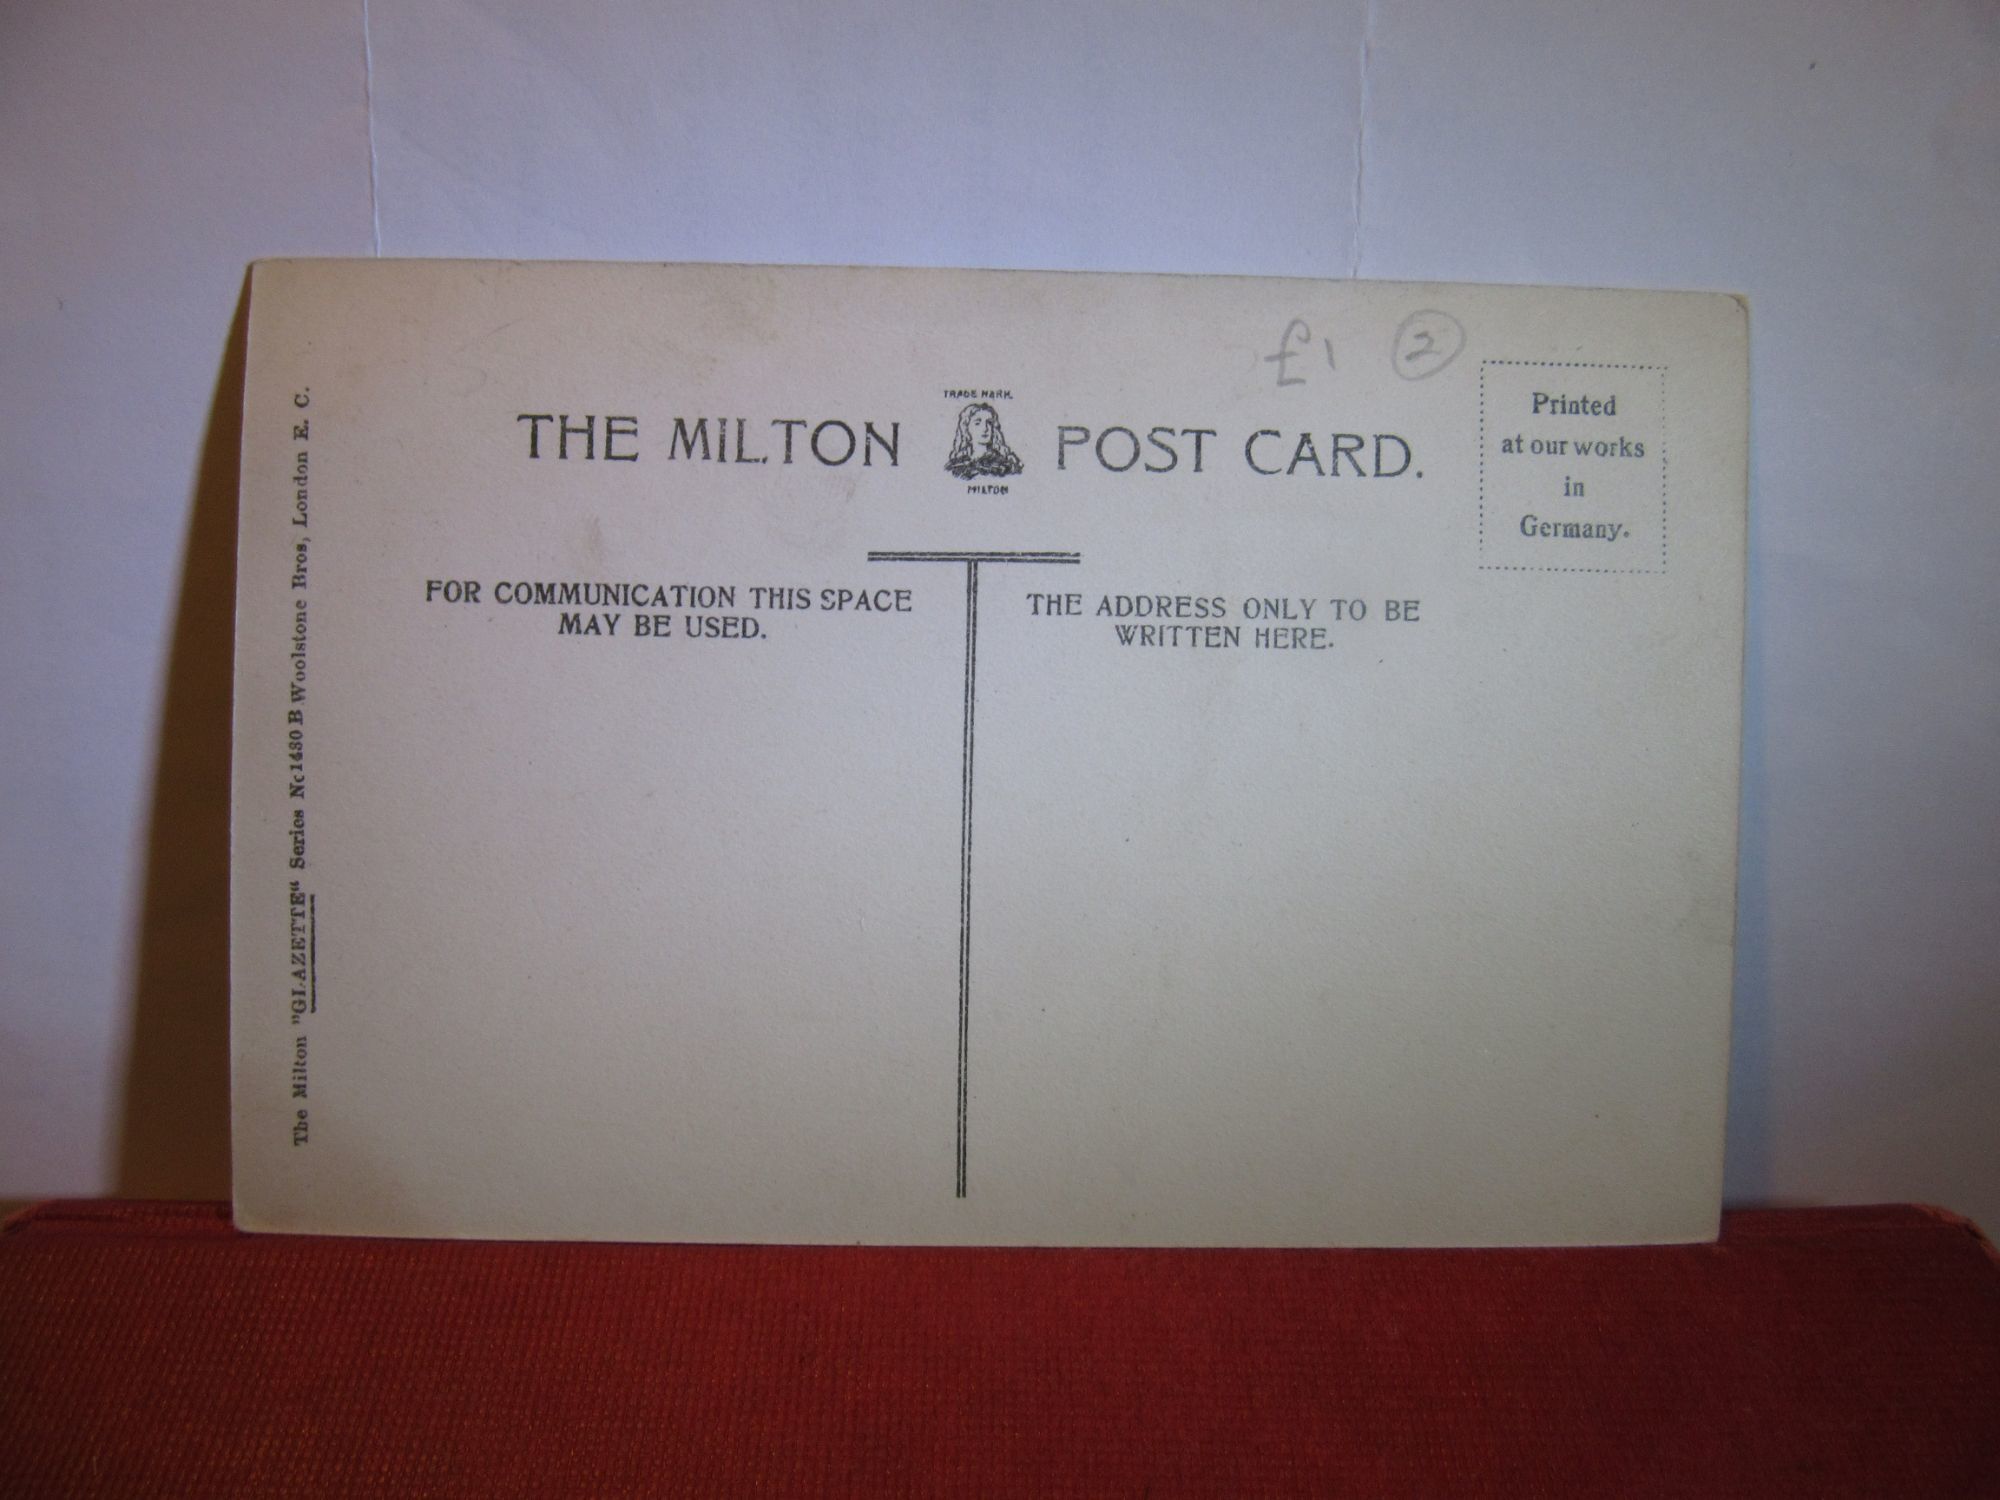 £1 ②
TRADE MARK.
THE MILTON POST CARD.
MILTON
Printed
at our works
in
Germany.
FOR COMMUNICATION THIS SPACE
MAY BE USED.
THE ADDRESS ONLY TO BE
WRITTEN HERE.
The Milton "GLAZETTE“ Series No 1480 B Woolstone Bros, London E. C.